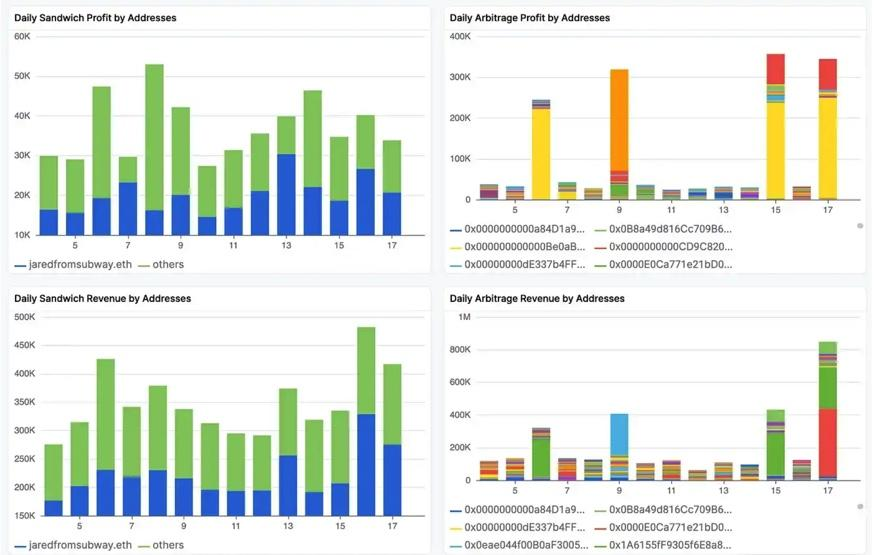 Daily Sandwich Profit by Addresses
60K
50K
40K
30K
20K
10K
5 7 9 11 13 15 17
jaredfromsubway.eth others
Daily Arbitrage Profit by Addresses
400K
300K
200K
100K
0
5 7 9 11 13 15 17
0x0000000000a84D1a9... 0x0B8a49d816Cc709B6...
0x00000000000Be0aB... 0x0000000000CD9C820...
0x00000000dE337b4FF... 0x0000E0Ca771e21bD0...
Daily Sandwich Revenue by Addresses
500K
450K
400K
350K
300K
250K
200K
150K
5 7 9 11 13 15 17
jaredfromsubway.eth others
Daily Arbitrage Revenue by Addresses
1M
800K
600K
400K
200K
0
5 7 9 11 13 15 17
0x0000000000a84D1a9... 0x0B8a49d816Cc709B6...
0x00000000dE337b4FF... 0x0000E0Ca771e21bD0...
0x0eae044f00B0aF3005... 0x1A6155fF9305f6E8a8...